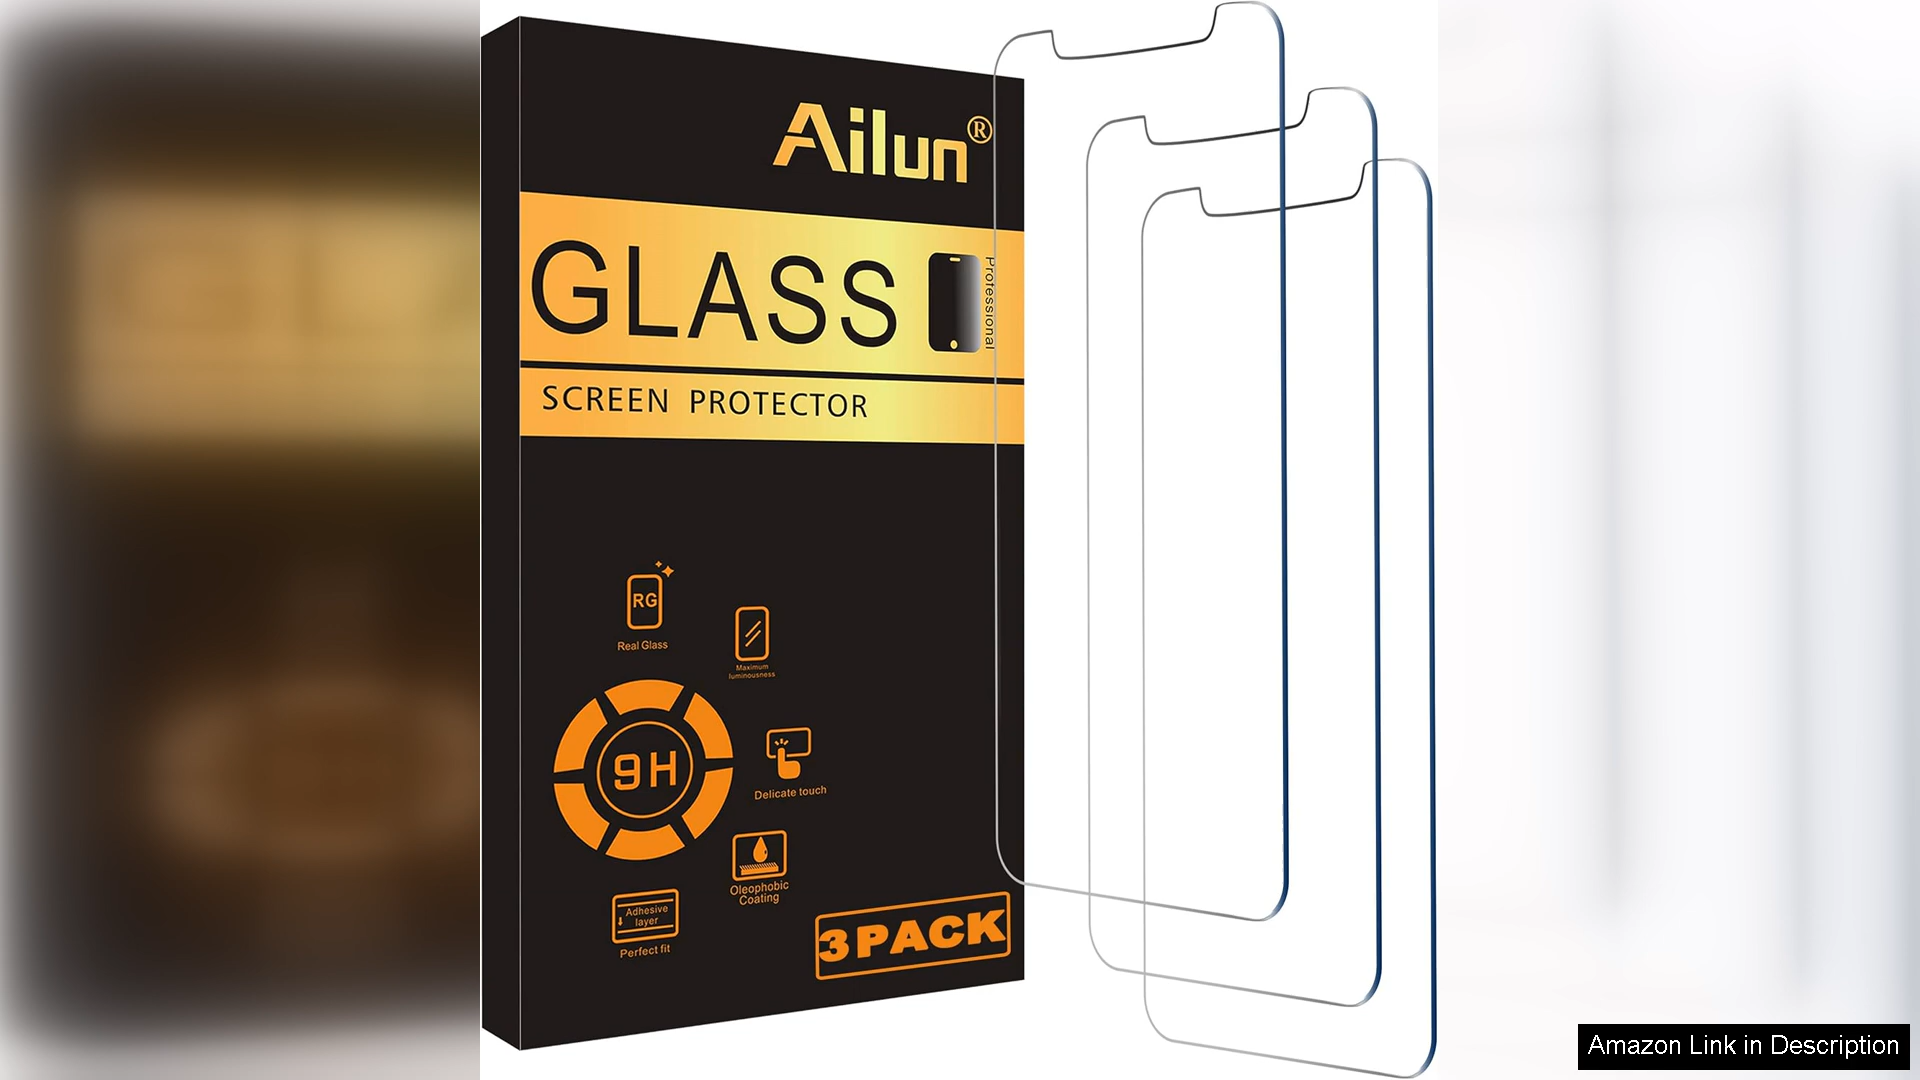 Ailun®
GLASS
Professional
SCREEN PROTECTOR
RG
Real Glass
Maximum
luminousness
9H
Delicate touch
Oleophobic
Coating
Adhesive
layer
Perfect fit
3PACK
Amazon Link in Description